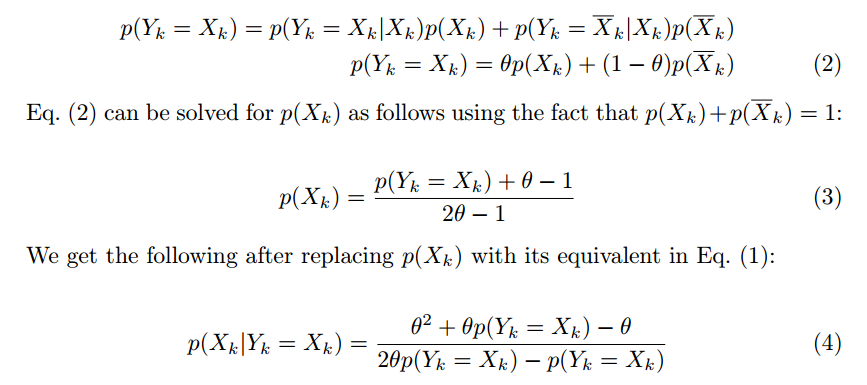 p(Y_k = X_k) = p(Y_k = X_k|X_k)p(X_k) + p(Y_k = X̅_k|X_k)p(X̅_k)
p(Y_k = X_k) = θp(X_k) + (1 − θ)p(X̅_k) (2)
Eq. (2) can be solved for p(X_k) as follows using the fact that p(X_k)+p(X̅_k) = 1:
p(X_k) = \frac{p(Y_k = X_k) + θ − 1}{2θ − 1} (3)
We get the following after replacing p(X_k) with its equivalent in Eq. (1):
p(X_k|Y_k = X_k) = \frac{θ^2 + θp(Y_k = X_k) − θ}{2θp(Y_k = X_k) − p(Y_k = X_k)} (4)